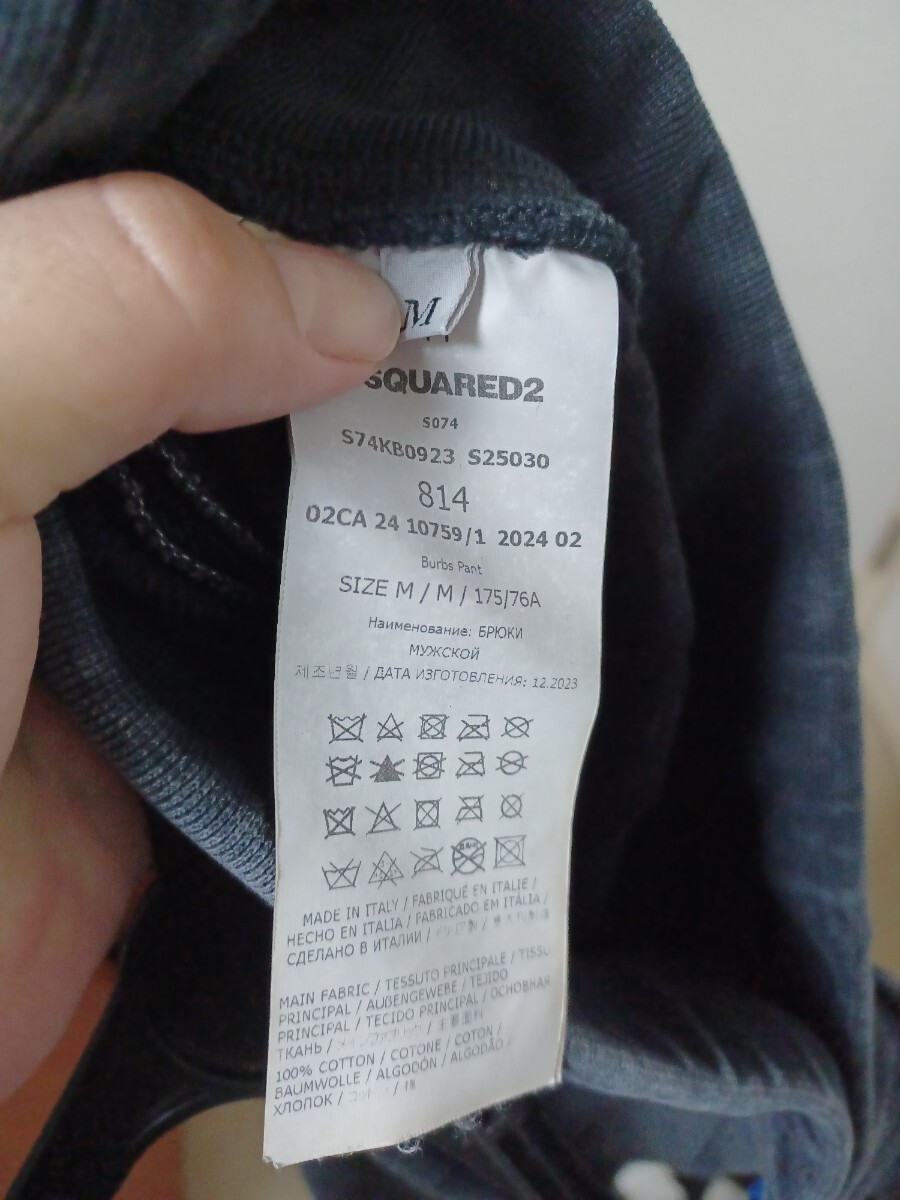 M
SQUARED2
S074
S74KB0923 S25030
814
02CA 24 10759/1 2024 02
Burbs Pant
SIZE M / M / 175/76A
Наименование: БРЮКИ
МУЖСКОЙ
제조년월 / ДАТА ИЗГОТОВЛЕНИЯ: 12.2023
MADE IN ITALY / FABRIQUÉ EN ITALIE /
HECHO EN ITALIA / FABRICADO EM ITÁLIA /
СДЕЛАНО В ИТАЛИИ /
MAIN FABRIC / TESSUTO PRINCIPALE / TISSU
PRINCIPAL / AUßENGEWEBE / TEJIDO
PRINCIPAL / TECIDO PRINCIPAL / ОСНОВНАЯ
ТКАНЬ /
100% COTTON / COTONE / COTON /
BAUMWOLLE / ALGODÓN / ALGODÃO /
ХЛОПОК / / 棉